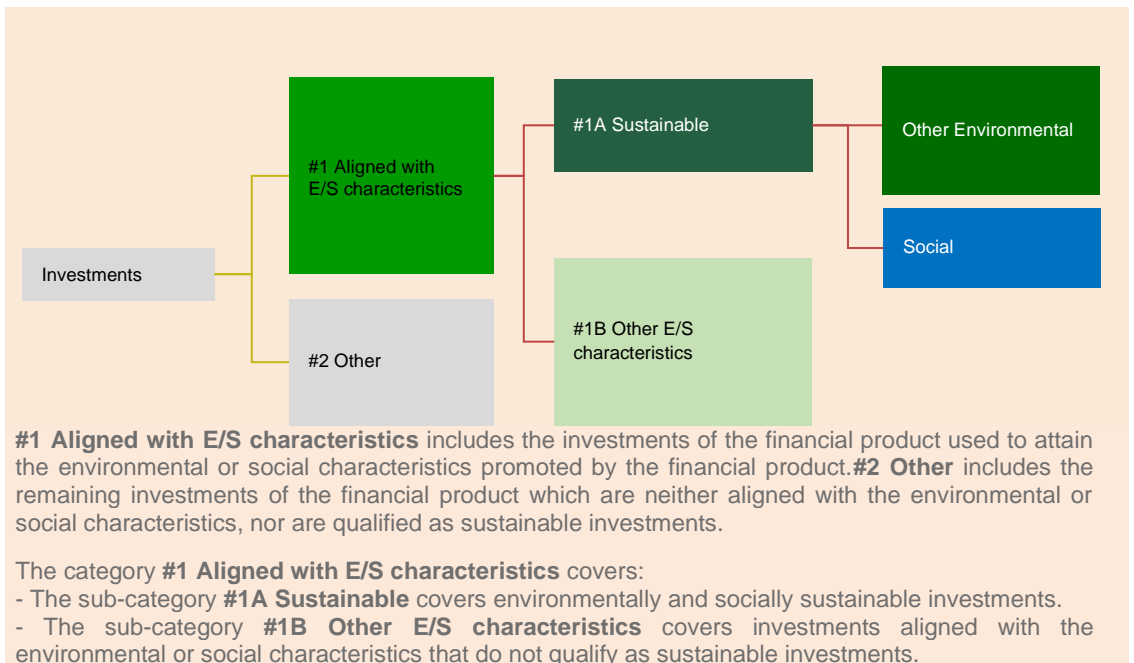 #1A Sustainable
Other Environmental
#1 Aligned with
E/S characteristics
Social
Investments
#1B Other E/S
characteristics
#2 Other
#1 Aligned with E/S characteristics includes the investments of the financial product used to attain
the environmental or social characteristics promoted by the financial product.#2 Other includes the
remaining investments of the financial product which are neither aligned with the environmental or
social characteristics, nor are qualified as sustainable investments.
The category #1 Aligned with E/S characteristics covers:
- The sub-category #1A Sustainable covers environmentally and socially sustainable investments.
- The sub-category #1B Other E/S characteristics covers investments aligned with the
environmental or social characteristics that do not qualify as sustainable investments.